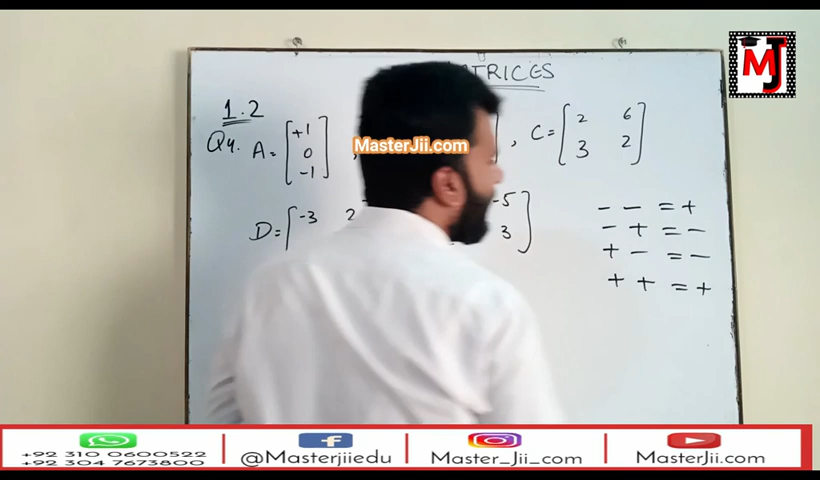 MJ
TRICES
1.2
Q4. A = [+1 0 -1] , C = [2 6 3 2]
MasterJii.com
D = [-3 2 -5 3]
- - = +
- + = -
+ - = -
+ + = +
+92 310 0600522
+92 304 7673800
@Masterjiiedu
Master_Jii_com
MasterJii.com